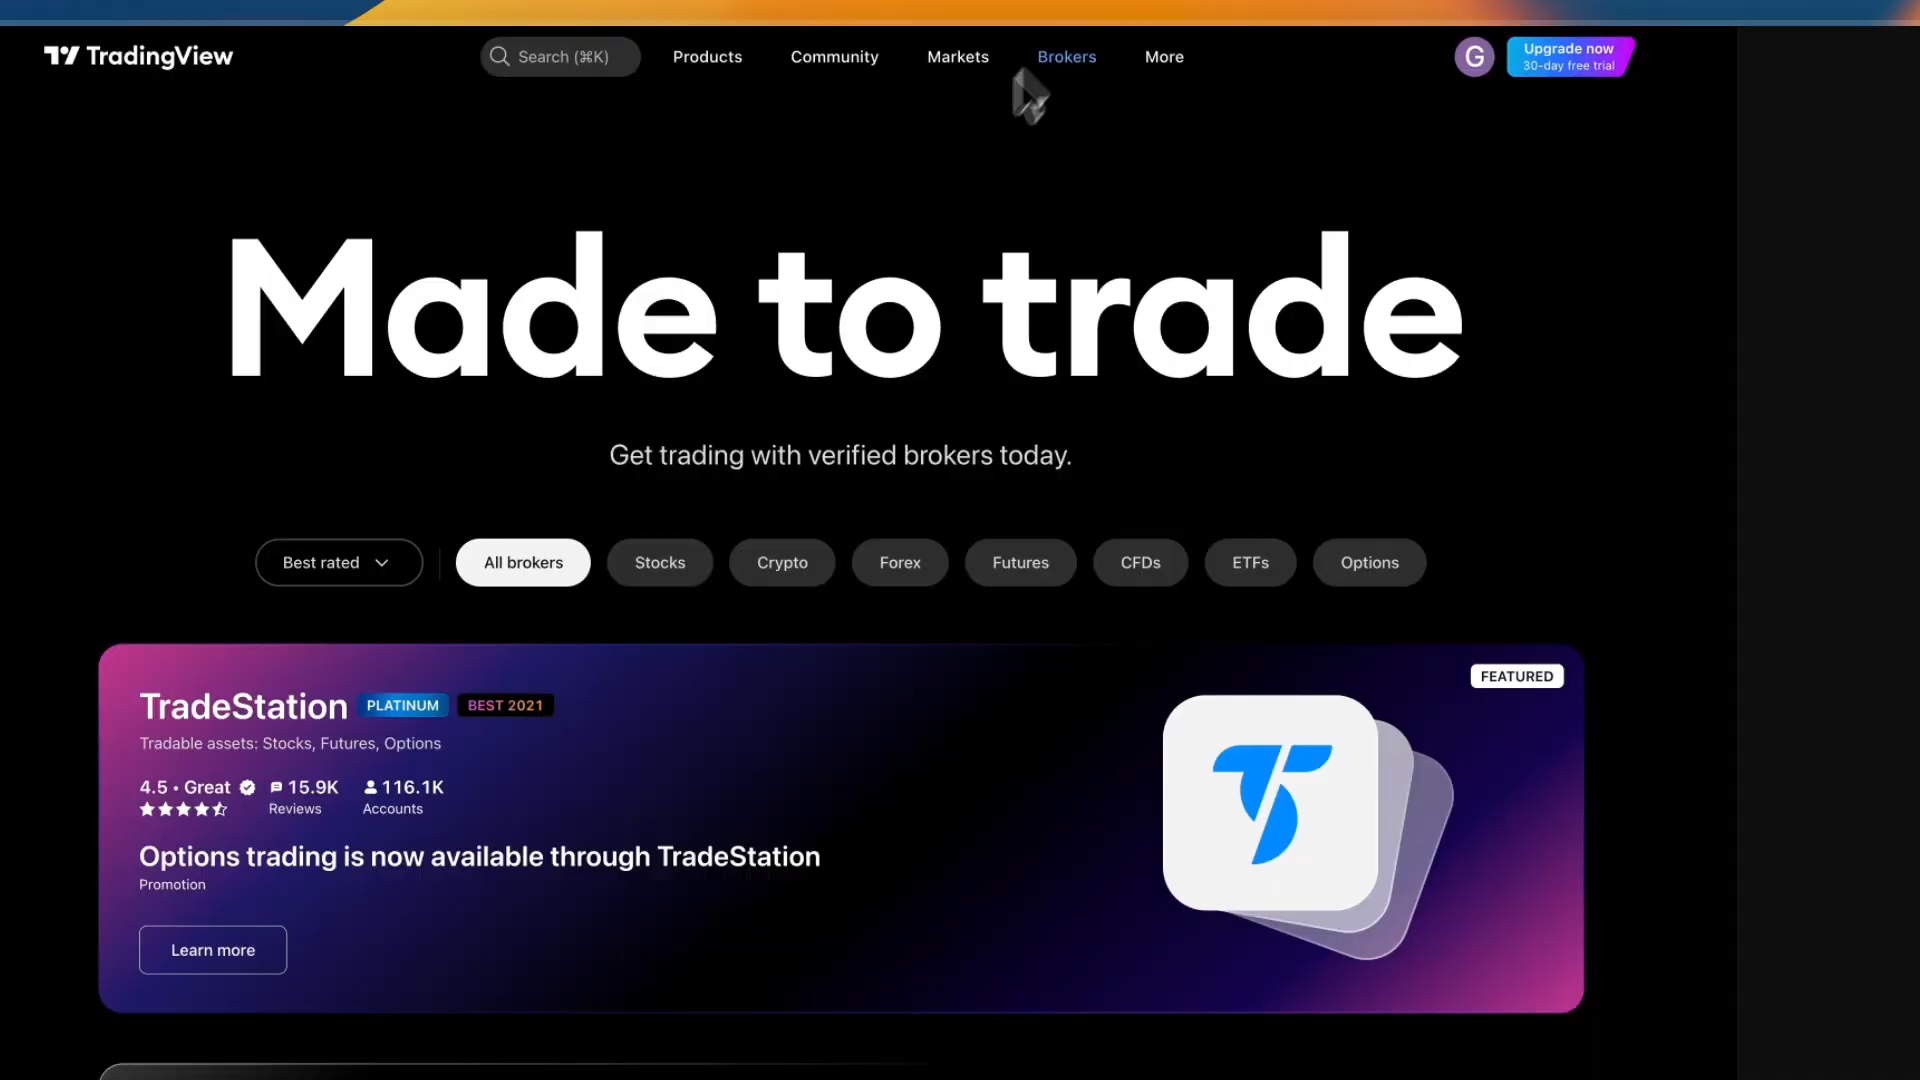 TradingView
Search (⌘K)
Products
Community
Markets
Brokers
More
G
Upgrade now
30-day free trial
Made to trade
Get trading with verified brokers today.
Best rated
All brokers
Stocks
Crypto
Forex
Futures
CFDs
ETFs
Options
FEATURED
TradeStation PLATINUM BEST 2021
Tradable assets: Stocks, Futures, Options
4.5 • Great 15.9K 116.1K
Reviews Accounts
Options trading is now available through TradeStation
Promotion
Learn more